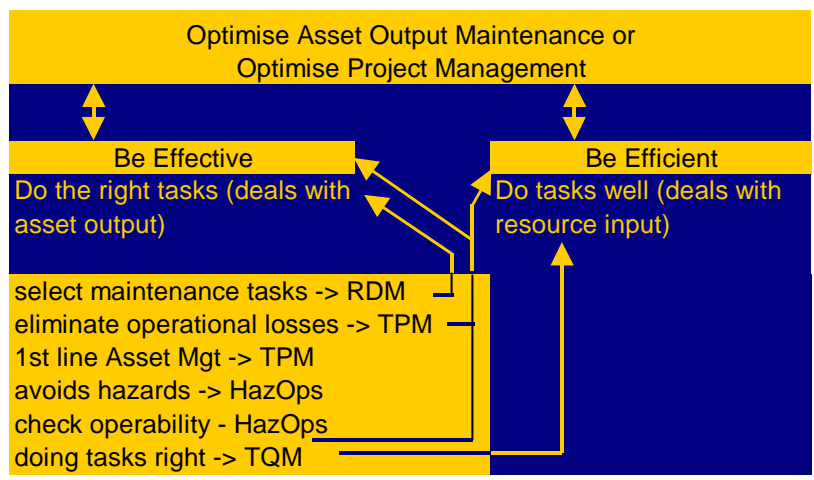 Optimise Asset Output Maintenance or
Optimise Project Management
Be Effective
Be Efficient
Do the right tasks (deals with
asset output)
Do tasks well (deals with
resource input)
select maintenance tasks -> RDM
eliminate operational losses -> TPM
1st line Asset Mgt -> TPM
avoids hazards -> HazOps
check operability - HazOps
doing tasks right -> TQM